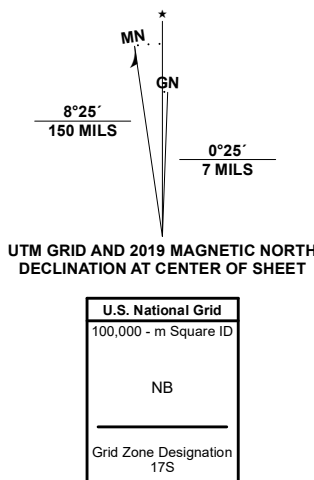 ★
MN
GN
8°25´
150 MILS
0°25´
7 MILS
UTM GRID AND 2019 MAGNETIC NORTH
DECLINATION AT CENTER OF SHEET
U.S. National Grid
100,000 - m Square ID
NB
Grid Zone Designation
17S